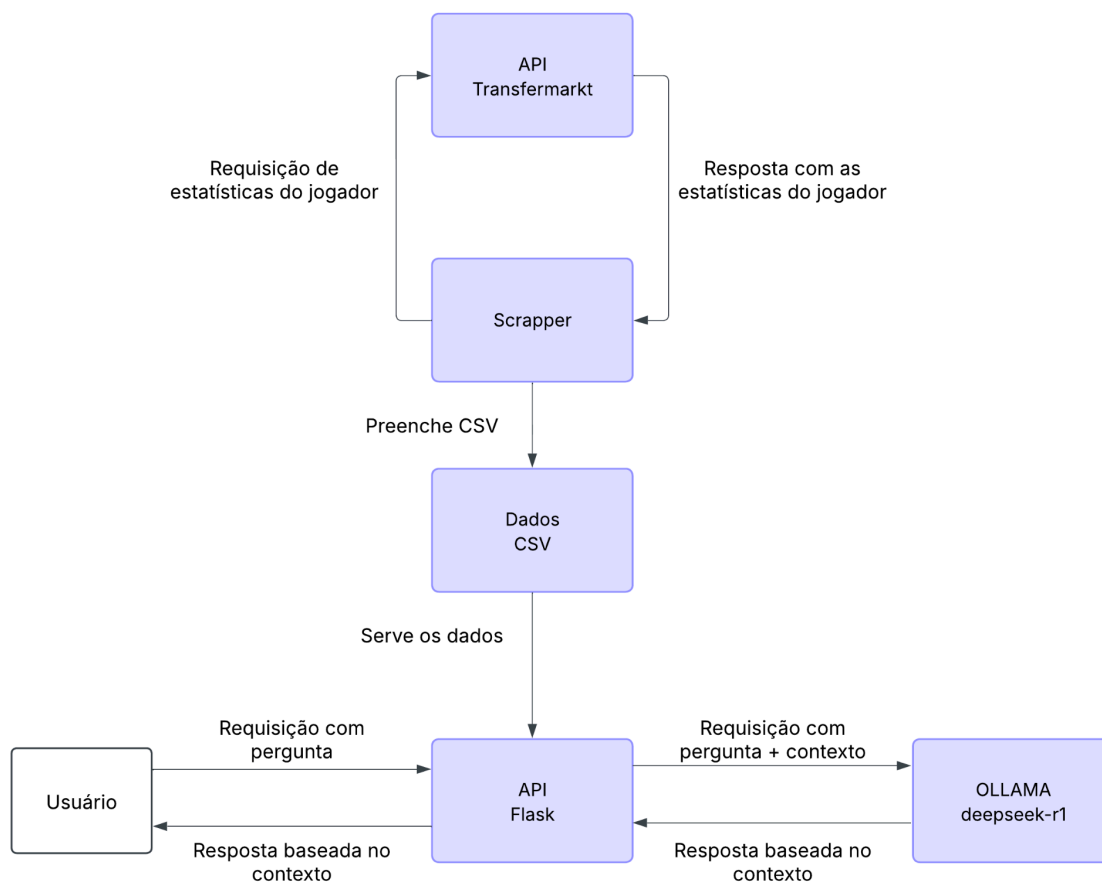 API
Transfermarkt
Requisição de
estatísticas do jogador
Resposta com as
estatísticas do jogador
Scrapper
Preenche CSV
Dados
CSV
Serve os dados
Requisição com
pergunta
Requisição com
pergunta + contexto
Usuário
API
Flask
OLLAMA
deepseek-r1
Resposta baseada no
contexto
Resposta baseada no
contexto